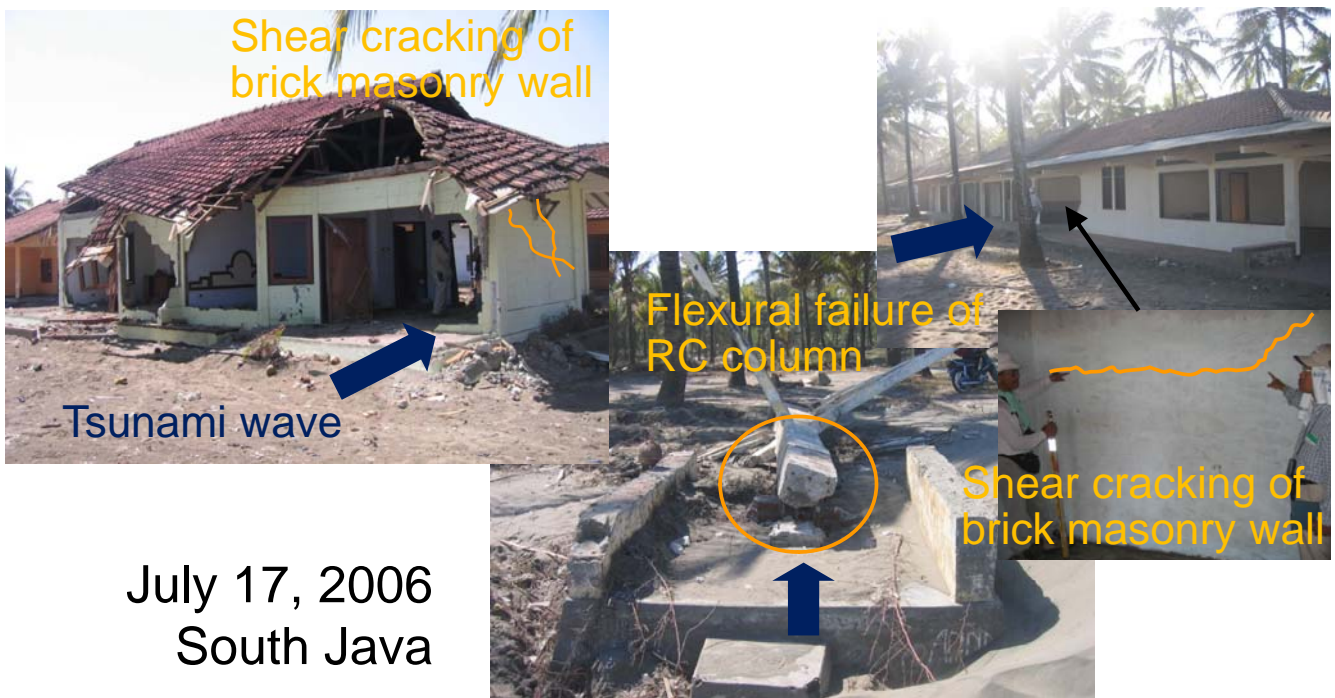 Shear cracking of
brick masonry wall
Tsunami wave
Flexural failure of
RC column
Shear cracking of
brick masonry wall
July 17, 2006
South Java